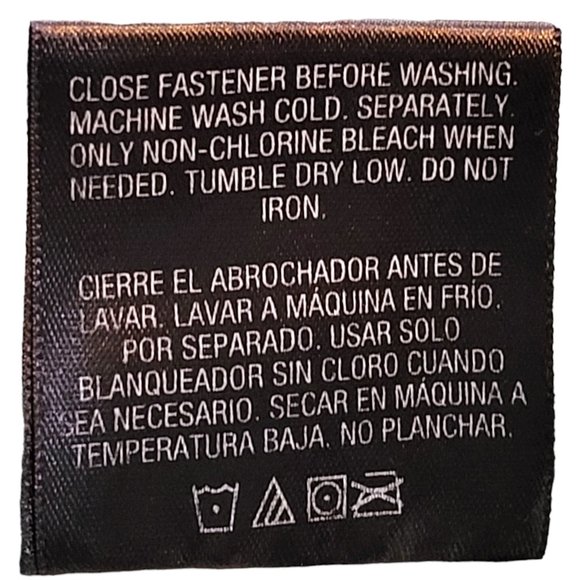 CLOSE FASTENER BEFORE WASHING.
MACHINE WASH COLD. SEPARATELY.
ONLY NON-CHLORINE BLEACH WHEN
NEEDED. TUMBLE DRY LOW. DO NOT
IRON.
CIERRE EL ABROCHADOR ANTES DE
LAVAR. LAVAR A MÁQUINA EN FRIO.
POR SEPARADO. USAR SOLO
BLANQUEADOR SIN CLORO CUANDO
SEA NECESARIO. SECAR EN MÁQUINA A
TEMPERATURA BAJA. NO PLANCHAR.